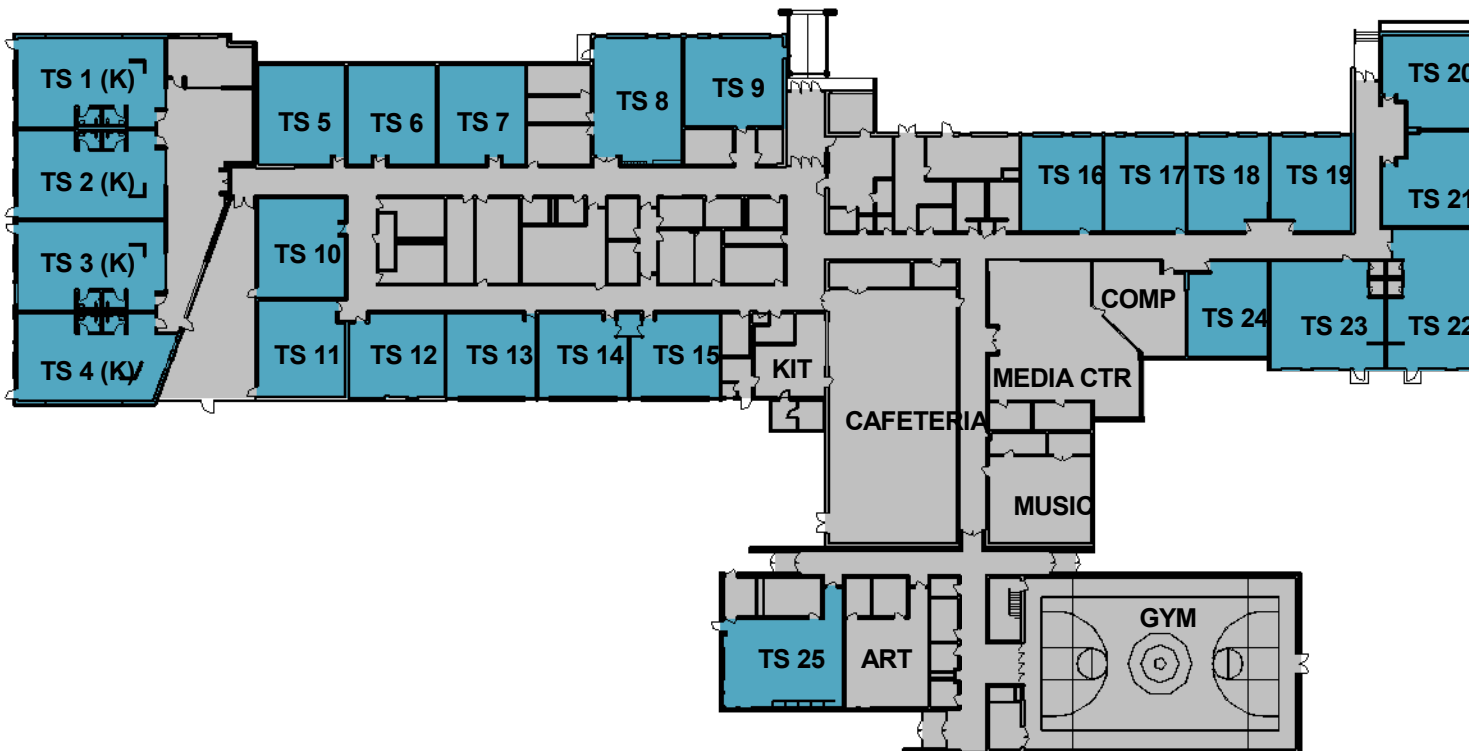 TS 1 (K)
TS 2 (K)
TS 3 (K)
TS 4 (K)
TS 5
TS 6
TS 7
TS 8
TS 9
TS 10
TS 11
TS 12
TS 13
TS 14
TS 15
KIT
CAFETERIA
MEDIA CTR
COMP
MUSIC
TS 16
TS 17
TS 18
TS 19
TS 20
TS 21
TS 22
TS 23
TS 24
TS 25
ART
GYM